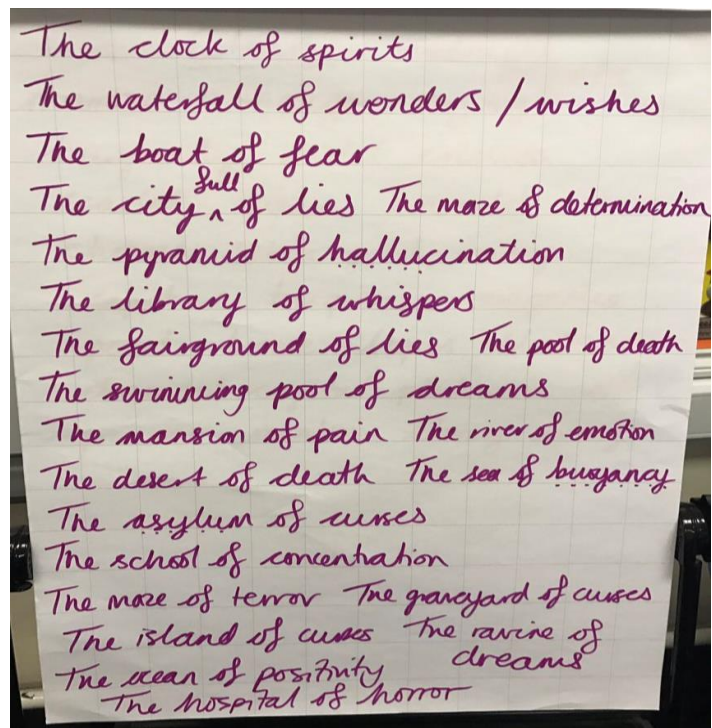 The clock of spirits
The waterfall of wonders / wishes
The boat of fear
The city full of lies The maze of determination
The pyramid of hallucination
The library of whispers
The fairground of lies The pool of death
The swimming pool of dreams
The mansion of pain The river of emotion
The desert of death The sea of buoyancy
The asylum of curses
The school of concentration
The maze of terror The graveyard of curses
The island of curses The ravine of dreams
The ocean of positivity
The hospital of horror